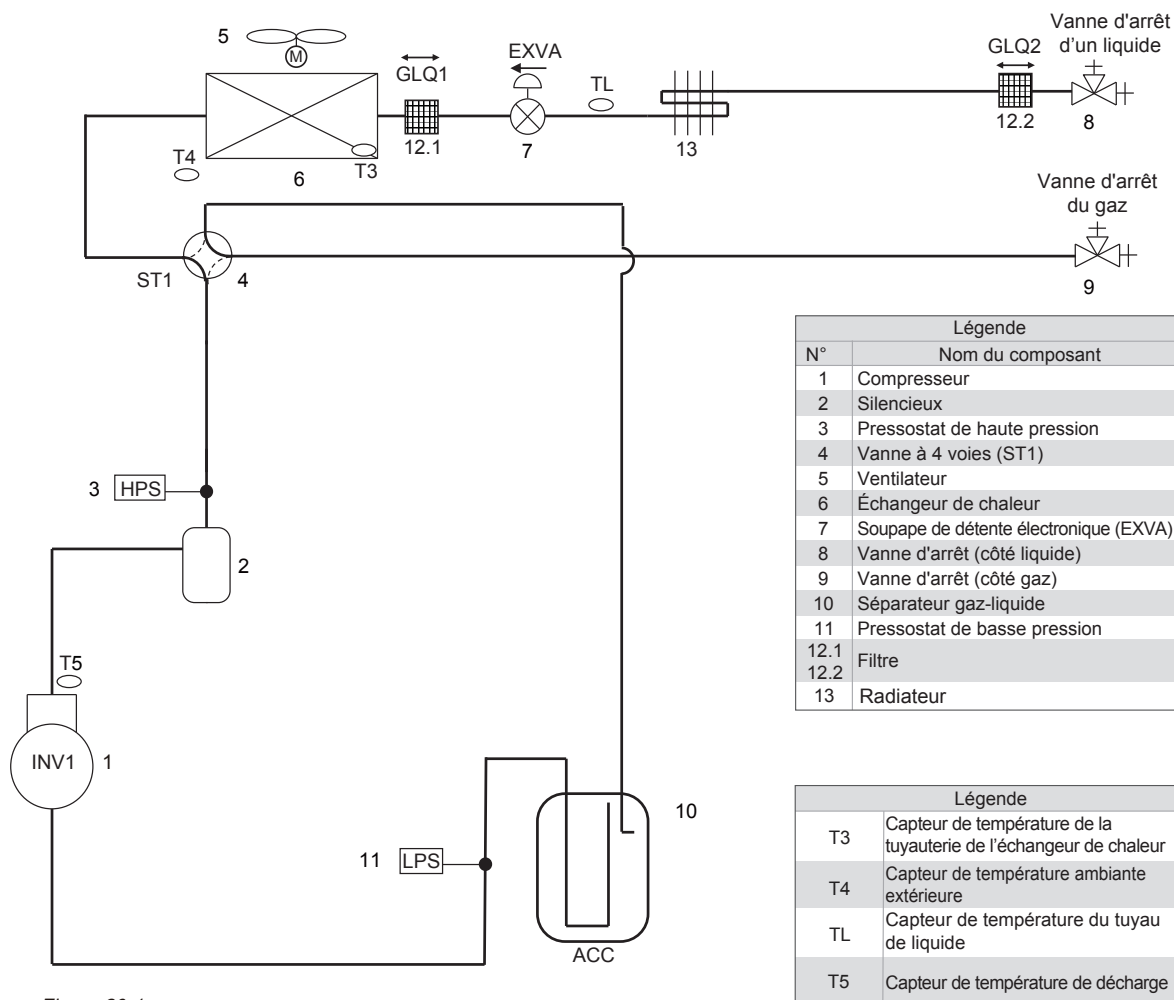 Vanne d'arrêt
d'un liquide
5
M
EXVA
GLQ2
GLQ1
TL
12.1
7
13
12.2
8
T4
T3
6
Vanne d'arrêt
du gaz
ST1
4
9
3 HPS
2
T5
INV1 1
10
11 LPS
ACC
Légende
N° Nom du composant
1 Compresseur
2 Silencieux
3 Pressostat de haute pression
4 Vanne à 4 voies (ST1)
5 Ventilateur
6 Échangeur de chaleur
7 Soupape de détente électronique (EXVA)
8 Vanne d'arrêt (côté liquide)
9 Vanne d'arrêt (côté gaz)
10 Séparateur gaz-liquide
11 Pressostat de basse pression
12.1
12.2 Filtre
13 Radiateur
Légende
T3 Capteur de température de la
tuyauterie de l'échangeur de chaleur
T4 Capteur de température ambiante
extérieure
TL Capteur de température du tuyau
de liquide
T5 Capteur de température de décharge